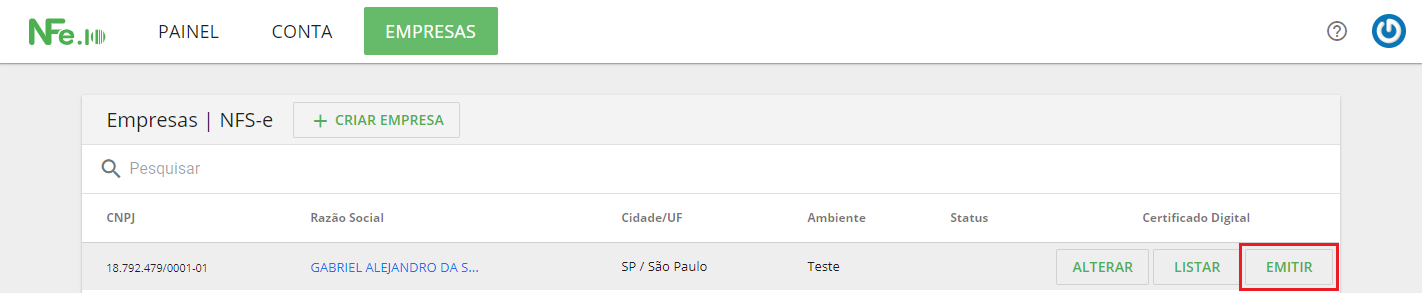 NFe.io PAINEL CONTA EMPRESAS
Empresas | NFS-e + CRIAR EMPRESA
Pesquisar
CNPJ Razão Social Cidade/UF Ambiente Status Certificado Digital
18.792.479/0001-01 GABRIEL ALEJANDRO DA S... SP / São Paulo Teste ALTERAR LISTAR EMITIR